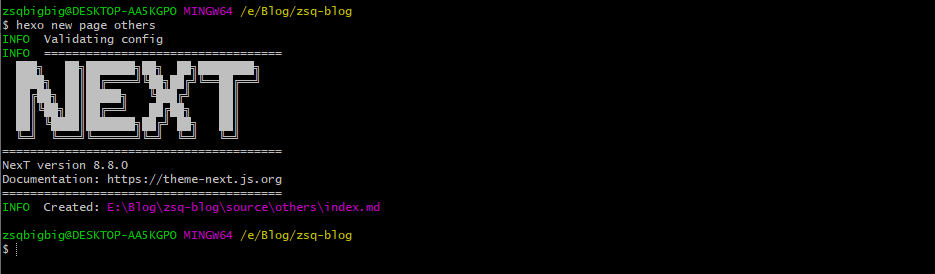 zsqbigbig@DESKTOP-AA5KGPO MINGW64 /e/Blog/zsq-blog
$ hexo new page others
INFO  Validating config
INFO  ==================================
NEXT
========================================
NexT version 8.8.0
Documentation: https://theme-next.js.org
========================================
INFO  Created: E:\Blog\zsq-blog\source\others\index.md
zsqbigbig@DESKTOP-AA5KGPO MINGW64 /e/Blog/zsq-blog
$